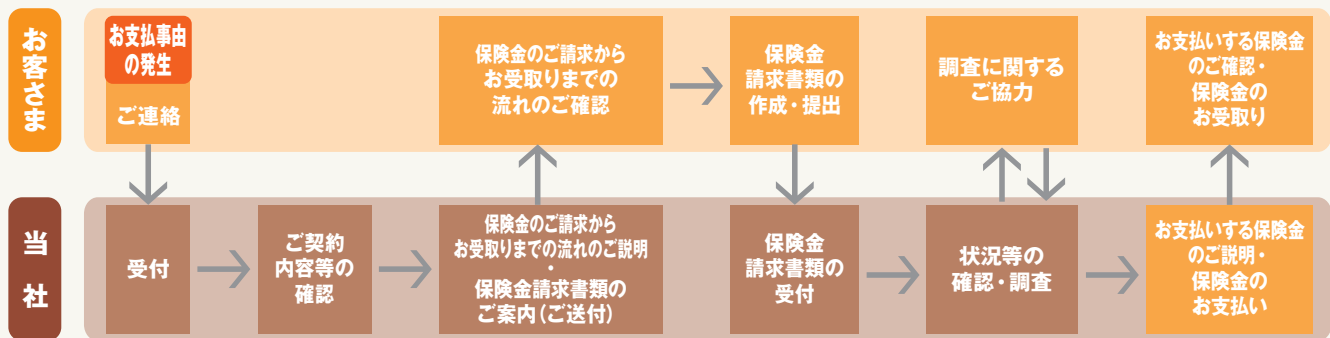 お客さま
お支払事由
の発生
ご連絡
保険金のご請求から
お受取りまでの
流れのご確認
保険金
請求書類の
作成・提出
調査に関する
ご協力
お支払いする保険金
のご確認・
保険金の
お受取り
当社
受付
ご契約
内容等の
確認
保険金のご請求から
お受取りまでの流れのご説明
・
保険金請求書類の
ご案内（ご送付）
保険金
請求書類の
受付
状況等の
確認・調査
お支払いする保険金
のご説明・
保険金の
お支払い